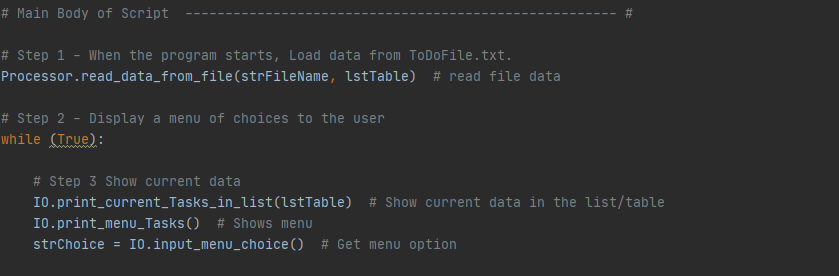 # Main Body of Script  ------------------------------------------------------ #
# Step 1 - When the program starts, Load data from ToDoFile.txt.
Processor.read_data_from_file(strFileName, lstTable)  # read file data
# Step 2 - Display a menu of choices to the user
while (True):
    # Step 3 Show current data
    IO.print_current_Tasks_in_list(lstTable)  # Show current data in the list/table
    IO.print_menu_Tasks()  # Shows menu
    strChoice = IO.input_menu_choice()  # Get menu option